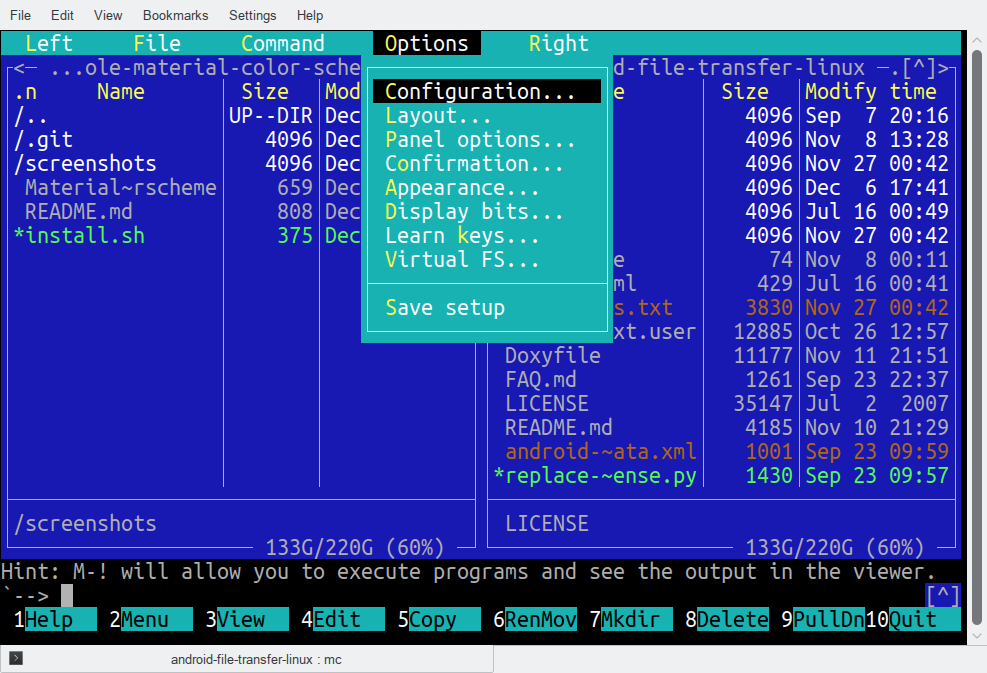 File Edit View Bookmarks Settings Help
Left File Command Options Right
<─ ...ole-material-color-sche d-file-transfer-linux ─.[^]>
.n Name Size Mod Configuration... e Size Modify time
/.. UP--DIR Dec Layout... 4096 Sep 7 20:16
/.git 4096 Dec Panel options... 4096 Nov 8 13:28
/screenshots 4096 Dec Confirmation... 4096 Nov 27 00:42
Material~rscheme 659 Dec Appearance... 4096 Dec 6 17:41
README.md 808 Dec Display bits... 4096 Jul 16 00:49
*install.sh 375 Dec Learn keys... 4096 Nov 27 00:42
Virtual FS... e 74 Nov 8 00:11
ml 429 Jul 16 00:41
Save setup s.txt 3830 Nov 27 00:42
xt.user 12885 Oct 26 12:57
Doxyfile 11177 Nov 11 21:51
FAQ.md 1261 Sep 23 22:37
LICENSE 35147 Jul 2 2007
README.md 4185 Nov 10 21:29
android-~ata.xml 1001 Sep 23 09:59
*replace-~ense.py 1430 Sep 23 09:57
/screenshots LICENSE
133G/220G (60%) 133G/220G (60%)
Hint: M-! will allow you to execute programs and see the output in the viewer.
`--> [^]
1Help 2Menu 3View 4Edit 5Copy 6RenMov 7Mkdir 8Delete 9PullDn 10Quit
android-file-transfer-linux : mc